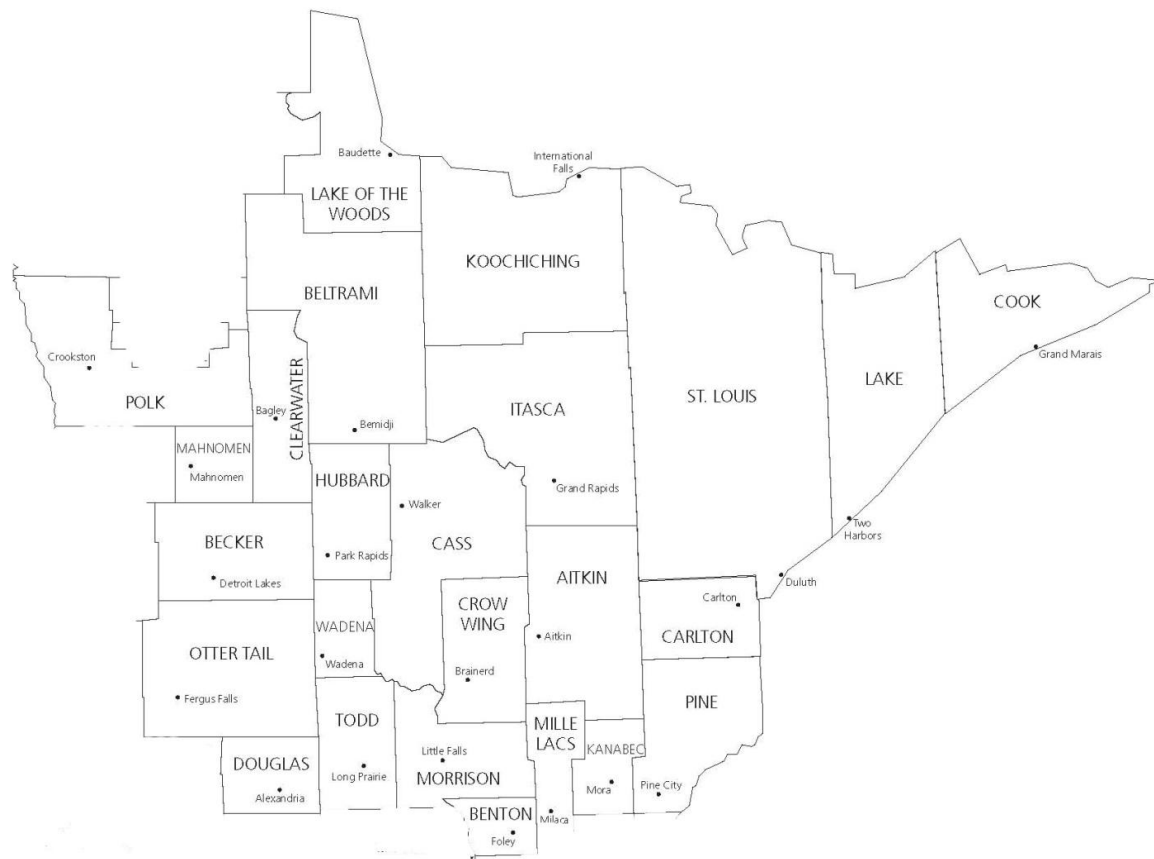 Baudette
International
Falls
LAKE OF THE
WOODS
KOOCHICHING
BELTRAMI
COOK
Grand Marais
Crookston
POLK
CLEARWATER
Bagley
Bemidji
ITASCA
ST. LOUIS
LAKE
MAHNOMEN
Mahnomen
HUBBARD
Grand Rapids
Walker
Two
Harbors
BECKER
Detroit Lakes
Park Rapids
CASS
AITKIN
Duluth
CROW
WING
Carlton
CARLTON
WADENA
Wadena
Aitkin
OTTER TAIL
Fergus Falls
Brainerd
PINE
TODD
Long Prairie
MILLE
LACS
KANABEC
Mora
Pine City
Little Falls
MORRISON
DOUGLAS
Alexandria
BENTON
Foley
Milaca